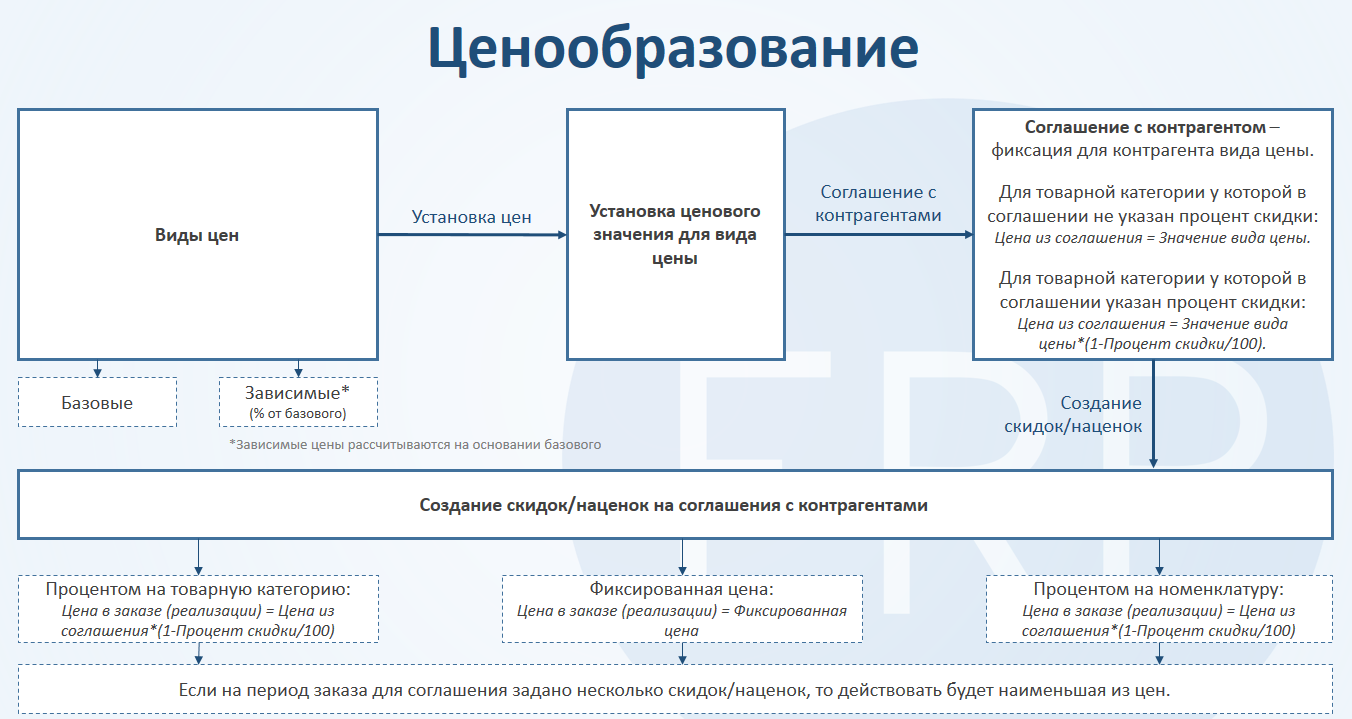 Ценообразование
Виды цен
Установка цен
Установка ценового
значения для вида
цены
Соглашение с
контрагентами
Соглашение с контрагентом –
фиксация для контрагента вида цены.
Для товарной категории у которой в
соглашении не указан процент скидки:
Цена из соглашения = Значение вида цены.
Для товарной категории у которой в
соглашении указан процент скидки:
Цена из соглашения = Значение вида
цены*(1-Процент скидки/100).
Базовые
Зависимые*
(% от базового)
*Зависимые цены рассчитываются на основании базового
Создание
скидок/наценок
Создание скидок/наценок на соглашения с контрагентами
Процентом на товарную категорию:
Цена в заказе (реализации) = Цена из
соглашения*(1-Процент скидки/100)
Фиксированная цена:
Цена в заказе (реализации) = Фиксированная
цена
Процентом на номенклатуру:
Цена в заказе (реализации) = Цена из
соглашения*(1-Процент скидки/100)
Если на период заказа для соглашения задано несколько скидок/наценок, то действовать будет наименьшая из цен.
ERP